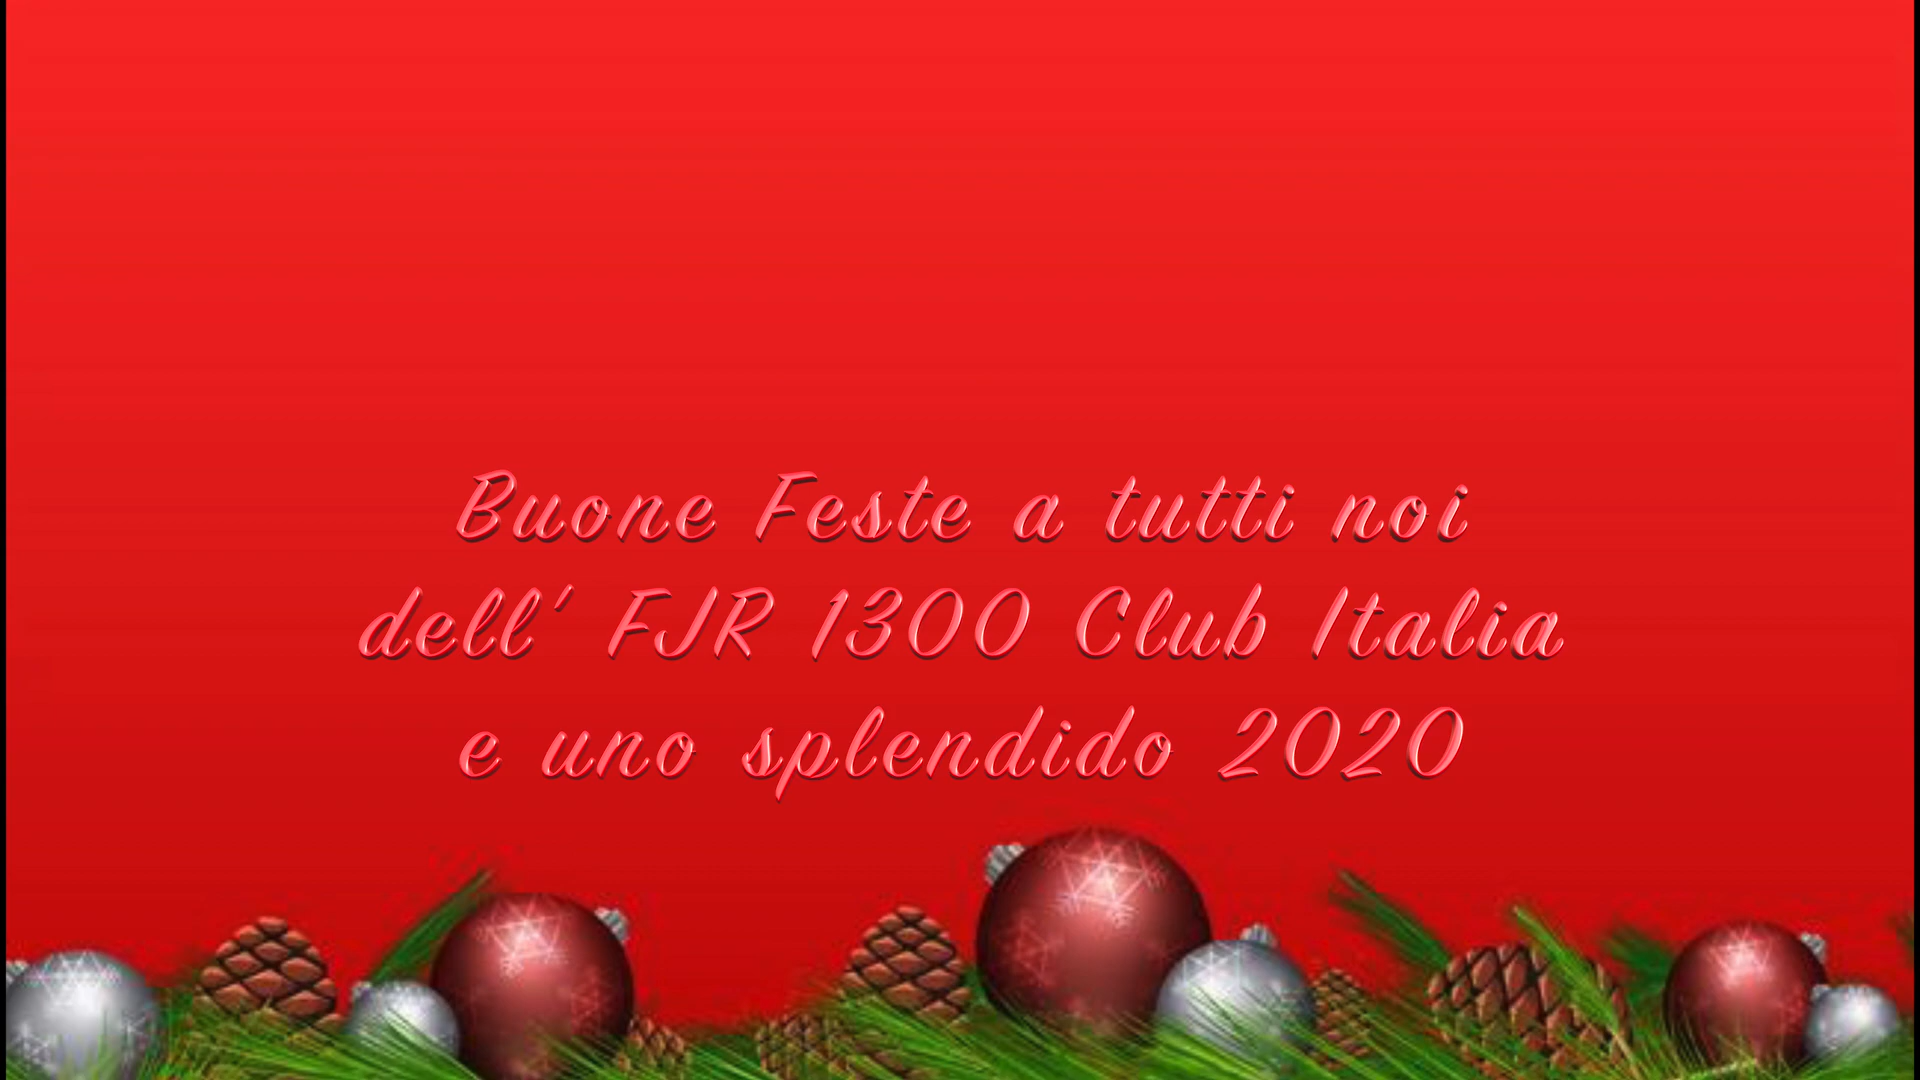 Buone Feste a tutti noi
dell' FJR 1300 Club Italia
e uno splendido 2020